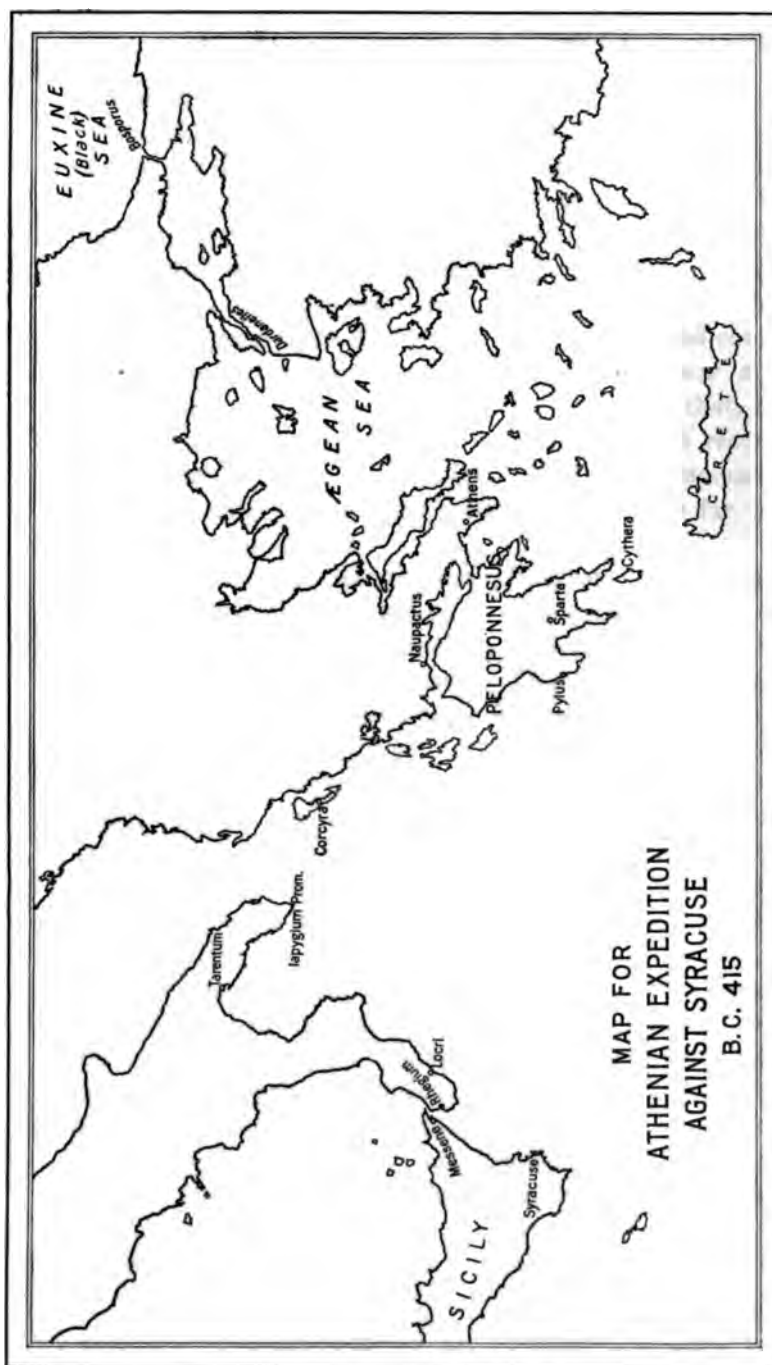 EUXINE
(Black)
SEA
Bosporus
Dardanelles
ÆGEAN
SEA
Tarentum
Iapygium Prom.
Corcyra
Naupactus
Athens
PELOPONNESUS
Sparta
Pylus
Cythera
CRETE
Locri
Rhegium
Messene
SICILY
Syracuse
MAP FOR
ATHENIAN EXPEDITION
AGAINST SYRACUSE
B.C. 415